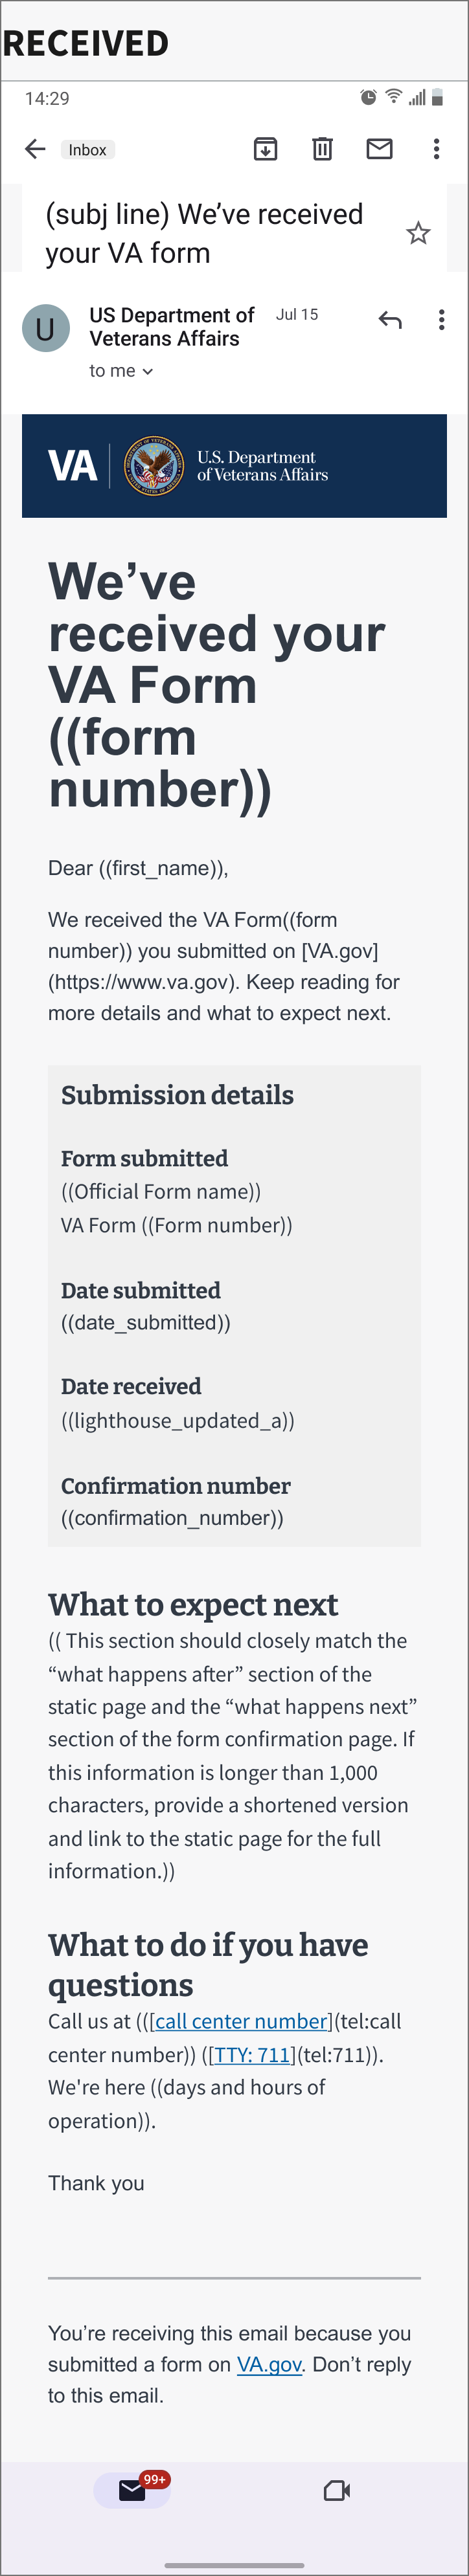 RECEIVED
14:29
Inbox
(subj line) We’ve received
your VA form
U
US Department of
Veterans Affairs
Jul 15
to me
VA
U.S. Department
of Veterans Affairs
We’ve
received your
VA Form
((form
number))
Dear ((first_name)),
We received the VA Form((form
number)) you submitted on [VA.gov]
(https://www.va.gov). Keep reading for
more details and what to expect next.
Submission details
Form submitted
((Official Form name))
VA Form ((Form number))
Date submitted
((date_submitted))
Date received
((lighthouse_updated_a))
Confirmation number
((confirmation_number))
What to expect next
(( This section should closely match the
“what happens after” section of the
static page and the “what happens next”
section of the form confirmation page. If
this information is longer than 1,000
characters, provide a shortened version
and link to the static page for the full
information.))
What to do if you have
questions
Call us at (([call center number](tel:call
center number)) ([TTY: 711](tel:711)).
We're here ((days and hours of
operation)).
Thank you
You’re receiving this email because you
submitted a form on VA.gov. Don’t reply
to this email.
99+